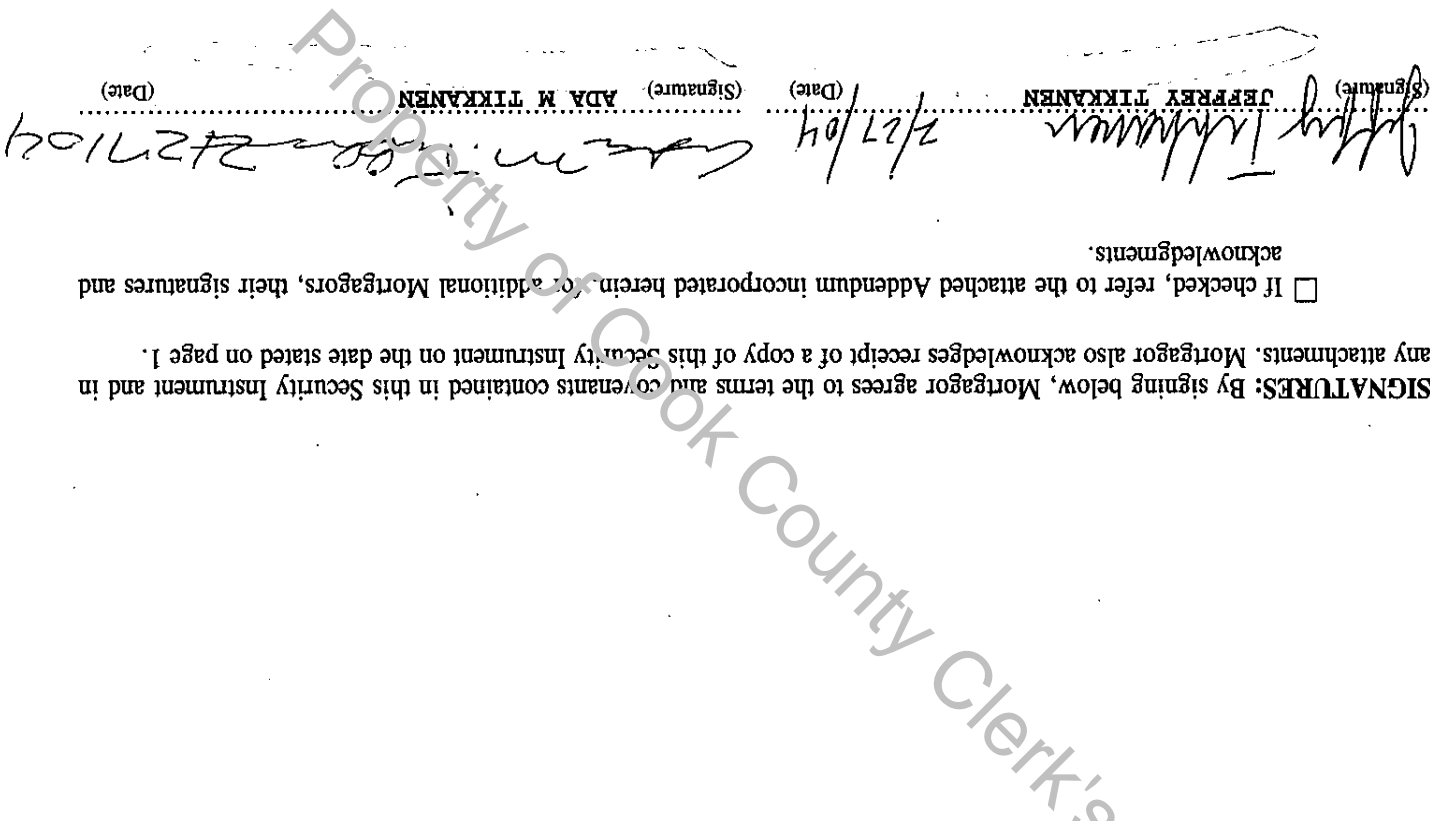 SIGNATURES: By signing below, Mortgagor agrees to the terms and covenants contained in this Security Instrument and in
any attachments. Mortgagor also acknowledges receipt of a copy of this Security Instrument on the date stated on page 1.
☐ If checked, refer to the attached Addendum incorporated herein, for additional Mortgagors, their signatures and
acknowledgments.
Jeffrey Tikkanen 2/27/04
(Signature) JEFFREY TIKKANEN (Date) (Signature) ADA M TIKKANEN (Date)
Property of Cook County Clerk's